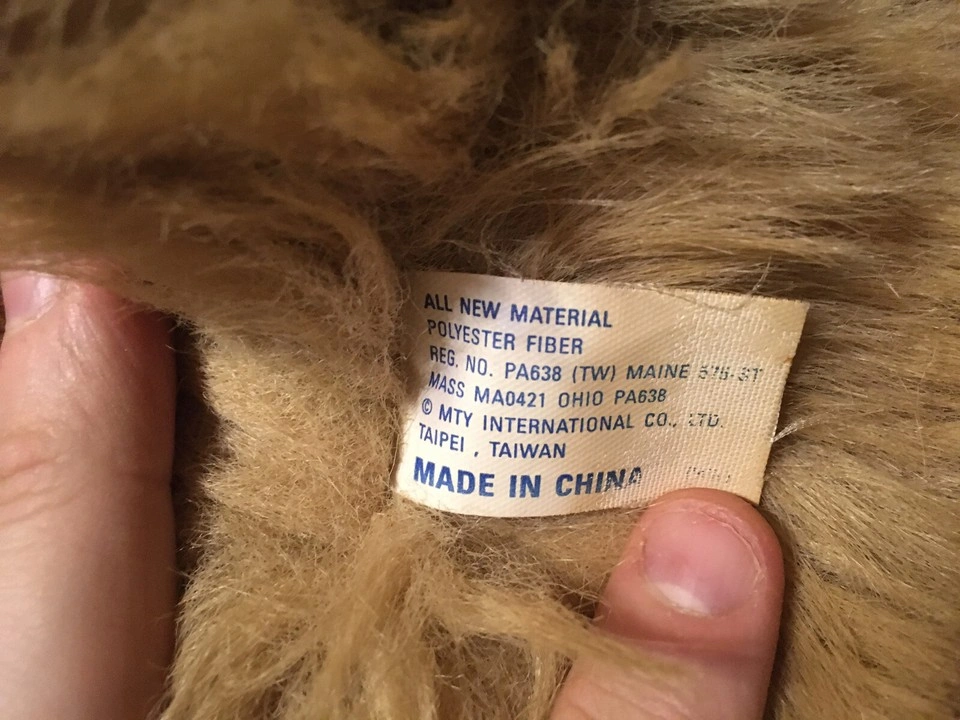 ALL NEW MATERIAL
POLYESTER FIBER
REG. NO. PA638 (TW) MAINE
MASS MA0421 OHIO PA638
© MTY INTERNATIONAL CO., LTD.
TAIPEI , TAIWAN
MADE IN CHINA